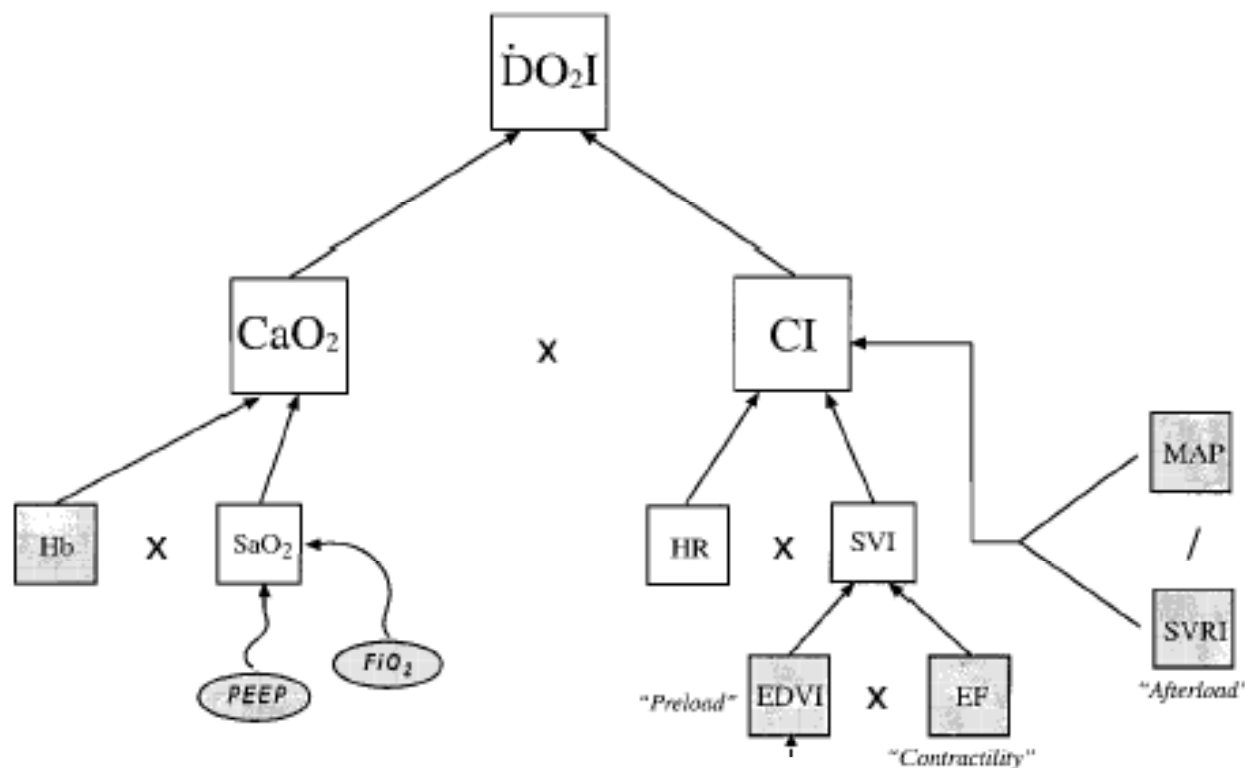 ḊO₂I
CaO₂
x
CI
MAP
Hb
x
SaO₂
HR
x
SVI
/
FiO₂
SVRI
PEEP
"Preload"
EDVI
x
EF
"Afterload"
"Contractility"